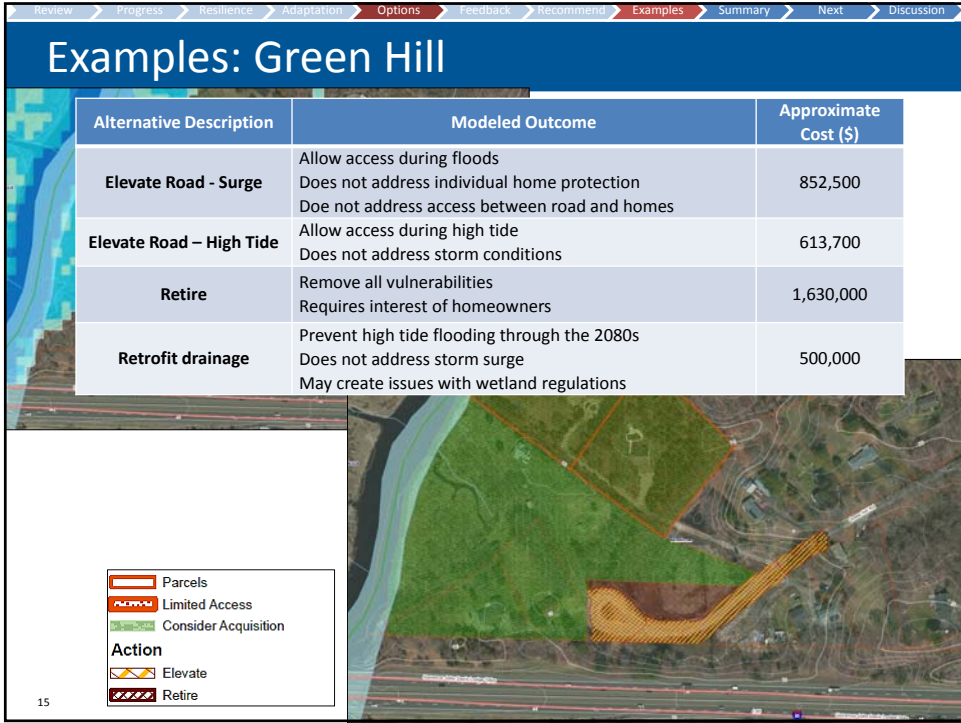 Review Progress Resilience Adaptation Options Feedback Recommend Examples Summary Next Discussion
Examples: Green Hill
Alternative Description Modeled Outcome Approximate
Cost ($)
Elevate Road - Surge
Allow access during floods
Does not address individual home protection
Doe not address access between road and homes
852,500
Elevate Road – High Tide
Allow access during high tide
Does not address storm conditions
613,700
Retire
Remove all vulnerabilities
Requires interest of homeowners
1,630,000
Retrofit drainage
Prevent high tide flooding through the 2080s
Does not address storm surge
May create issues with wetland regulations
500,000
Parcels
Limited Access
Consider Acquisition
Action
Elevate
Retire
15